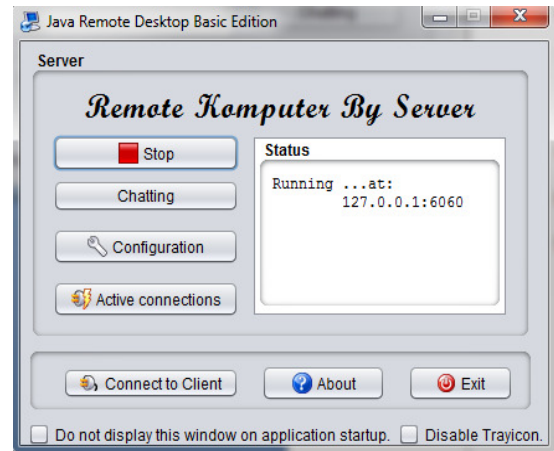 Java Remote Desktop Basic Edition
Server
Remote Komputer By Server
Stop
Chatting
Configuration
Active connections
Status
Running ...at:
127.0.0.1:6060
Connect to Client
About
Exit
Do not display this window on application startup.
Disable Trayicon.